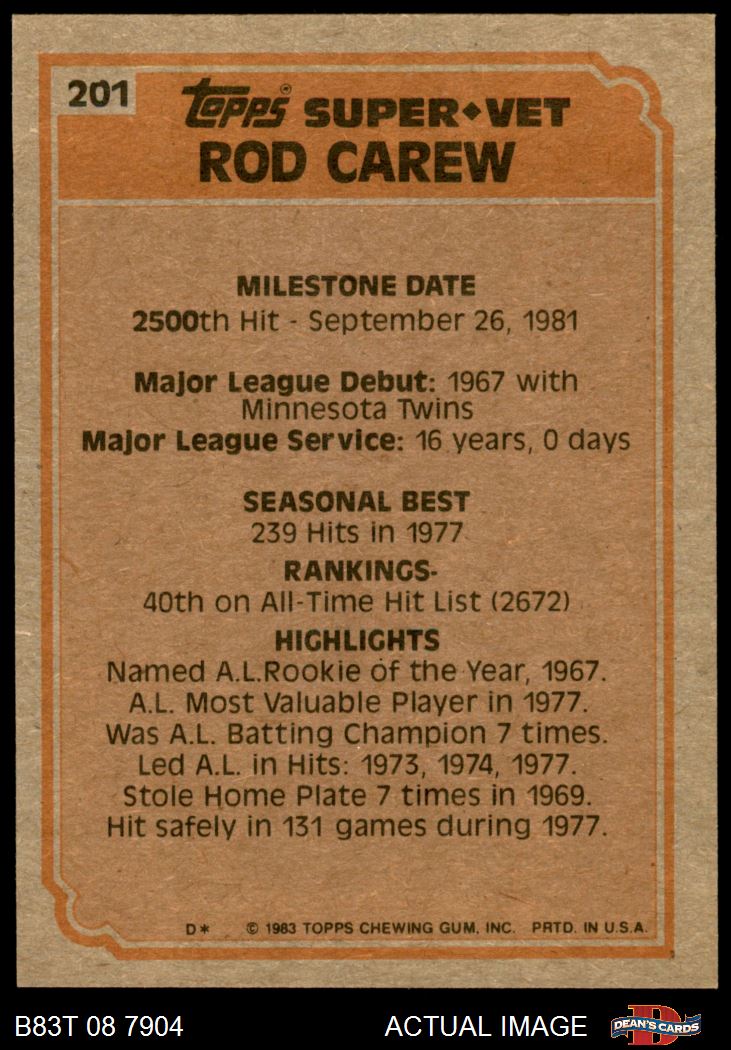 201
Topps® SUPER◆VET
ROD CAREW
MILESTONE DATE
2500th Hit - September 26, 1981
Major League Debut: 1967 with
Minnesota Twins
Major League Service: 16 years, 0 days
SEASONAL BEST
239 Hits in 1977
RANKINGS-
40th on All-Time Hit List (2672)
HIGHLIGHTS
Named A.L.Rookie of the Year, 1967.
A.L. Most Valuable Player in 1977.
Was A.L. Batting Champion 7 times.
Led A.L. in Hits: 1973, 1974, 1977.
Stole Home Plate 7 times in 1969.
Hit safely in 131 games during 1977.
D* © 1983 TOPPS CHEWING GUM, INC. PRTD. IN U.S.A.
B83T 08 7904 ACTUAL IMAGE D DEAN'S CARDS